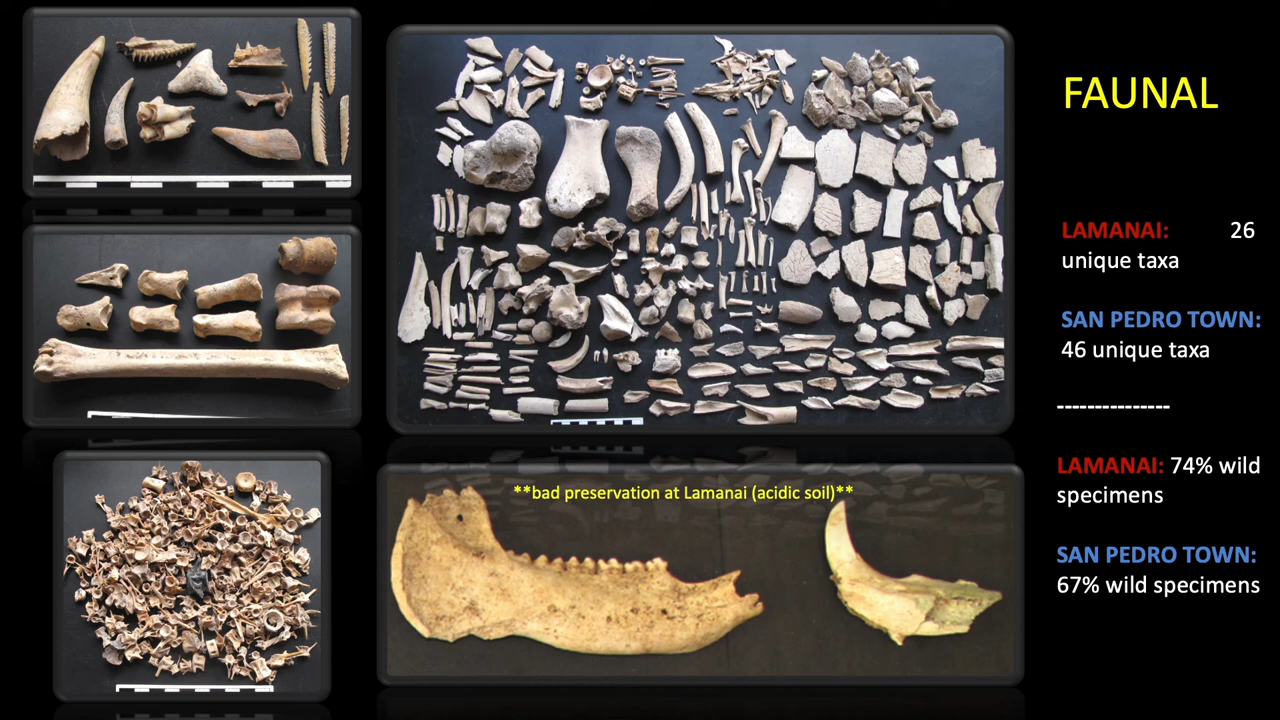 FAUNAL
LAMANAI: 26
unique taxa
SAN PEDRO TOWN:
46 unique taxa
---------------
LAMANAI: 74% wild
specimens
SAN PEDRO TOWN:
67% wild specimens
**bad preservation at Lamanai (acidic soil)**